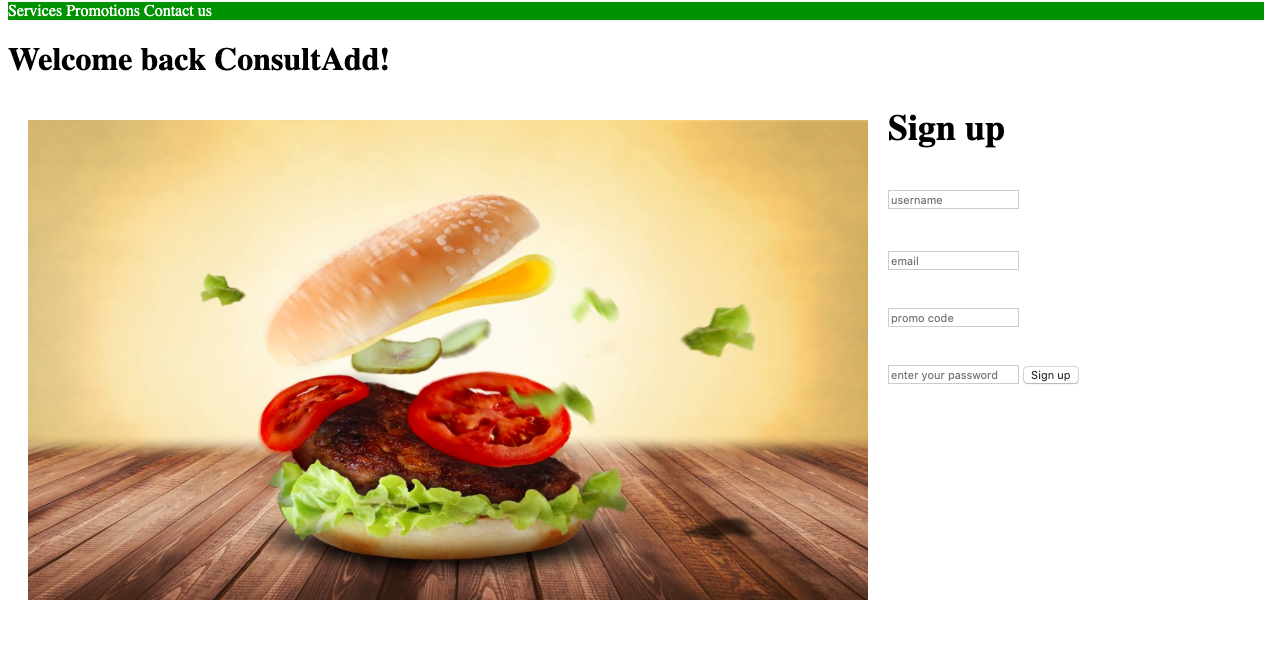 Services Promotions Contact us
Welcome back ConsultAdd!
Sign up
username
email
promo code
enter your password Sign up